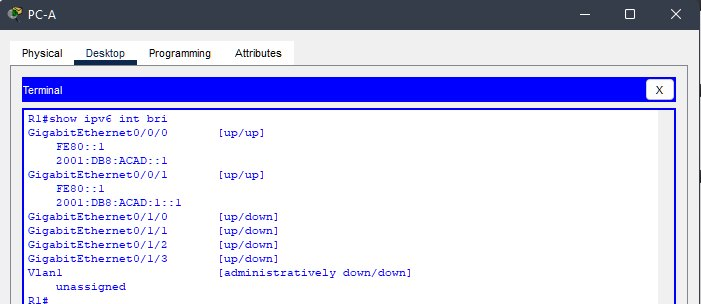 PC-A
Physical Desktop Programming Attributes
Terminal X
R1#show ipv6 int bri
GigabitEthernet0/0/0 [up/up]
FE80::1
2001:DB8:ACAD::1
GigabitEthernet0/0/1 [up/up]
FE80::1
2001:DB8:ACAD:1::1
GigabitEthernet0/1/0 [up/down]
GigabitEthernet0/1/1 [up/down]
GigabitEthernet0/1/2 [up/down]
GigabitEthernet0/1/3 [up/down]
Vlan1 [administratively down/down]
unassigned
R1#